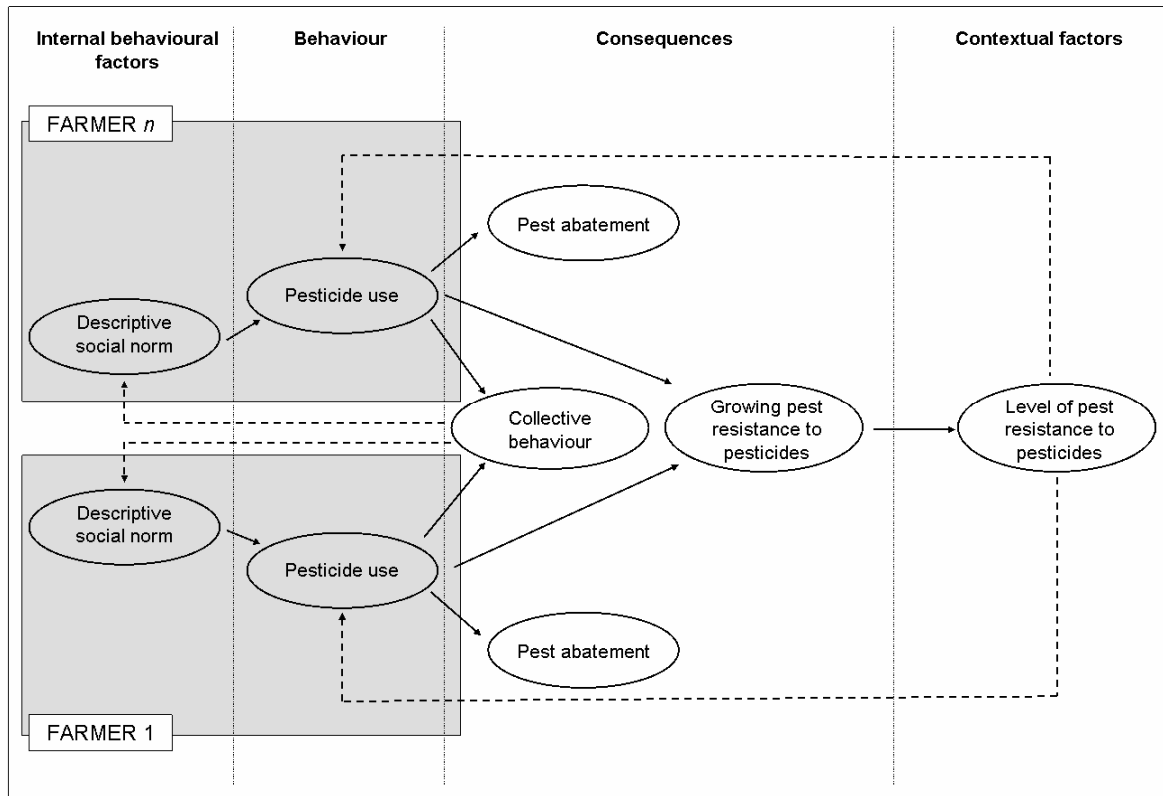 Internal behavioural
factors
Behaviour
Consequences
Contextual factors
FARMER n
Pest abatement
Pesticide use
Descriptive
social norm
Collective
behaviour
Growing pest
resistance to
pesticides
Level of pest
resistance to
pesticides
Descriptive
social norm
Pesticide use
Pest abatement
FARMER 1